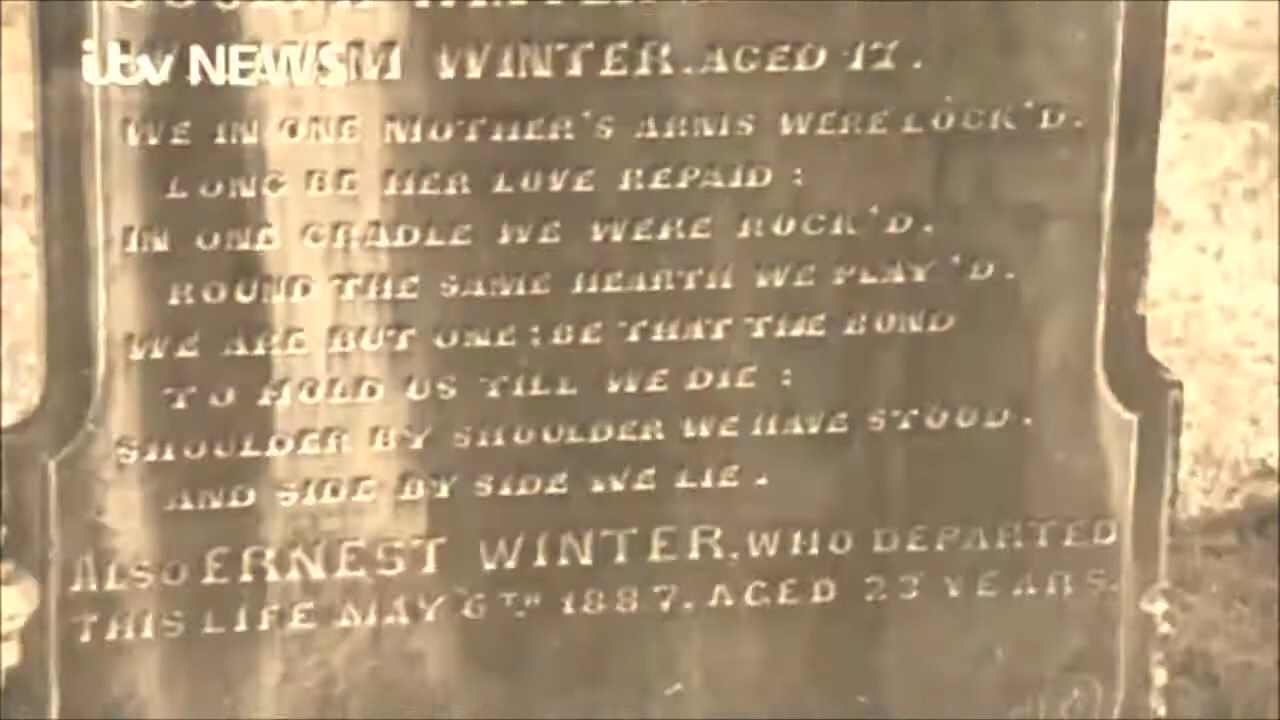 itv NEWS
WINTER. AGED 17.
WE IN ONE MOTHER'S ARMS WERE LOCK'D.
LONG BE HER LOVE REPAID :
IN ONE CRADLE WE WERE ROCK'D.
ROUND THE SAME HEARTH WE PLAY'D.
WE ARE BUT ONE : BE THAT THE BOND
TO HOLD US TILL WE DIE :
SHOULDER BY SHOULDER WE HAVE STOOD.
AND SIDE BY SIDE WE LIE.
ALSO ERNEST WINTER, WHO DEPARTED
THIS LIFE MAY 6TH 1887. AGED 23 YEARS.